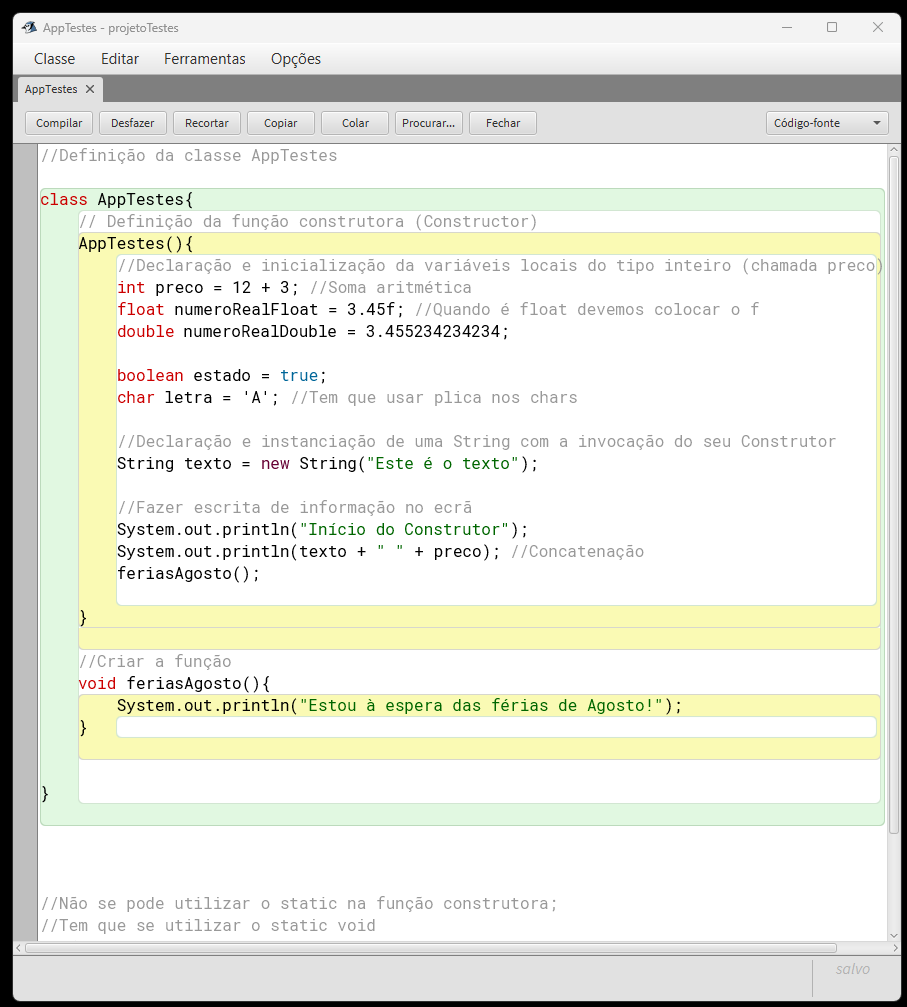 AppTestes - projetoTestes
Classe Editar Ferramentas Opções
AppTestes
Compilar Desfazer Recortar Copiar Colar Procurar... Fechar Código-fonte
//Definição da classe AppTestes
class AppTestes{
// Definição da função construtora (Constructor)
AppTestes(){
//Declaração e inicialização da variáveis locais do tipo inteiro (chamada preco)
int preco = 12 + 3; //Soma aritmética
float numeroRealFloat = 3.45f; //Quando é float devemos colocar o f
double numeroRealDouble = 3.455234234234;
boolean estado = true;
char letra = 'A'; //Tem que usar plica nos chars
//Declaração e instanciação de uma String com a invocação do seu Construtor
String texto = new String("Este é o texto");
//Fazer escrita de informação no ecrã
System.out.println("Início do Construtor");
System.out.println(texto + " " + preco); //Concatenação
feriasAgosto();
}
//Criar a função
void feriasAgosto(){
System.out.println("Estou à espera das férias de Agosto!");
}
}
//Não se pode utilizar o static na função construtora;
//Tem que se utilizar o static void
salvo